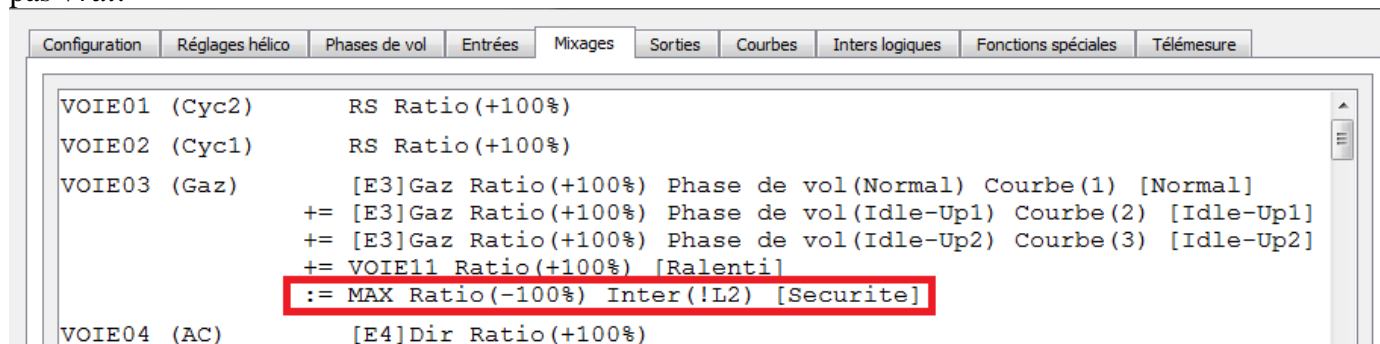 Configuration Réglages hélico Phases de vol Entrées Mixages Sorties Courbes Inters logiques Fonctions spéciales Télémesure
VOIE01 (Cyc2) RS Ratio(+100%)
VOIE02 (Cyc1) RS Ratio(+100%)
VOIE03 (Gaz) [E3]Gaz Ratio(+100%) Phase de vol(Normal) Courbe(1) [Normal]
+= [E3]Gaz Ratio(+100%) Phase de vol(Idle-Up1) Courbe(2) [Idle-Up1]
+= [E3]Gaz Ratio(+100%) Phase de vol(Idle-Up2) Courbe(3) [Idle-Up2]
+= VOIE11 Ratio(+100%) [Ralenti]
:= MAX Ratio(-100%) Inter(!L2) [Securite]
VOIE04 (AC) [E4]Dir Ratio(+100%)